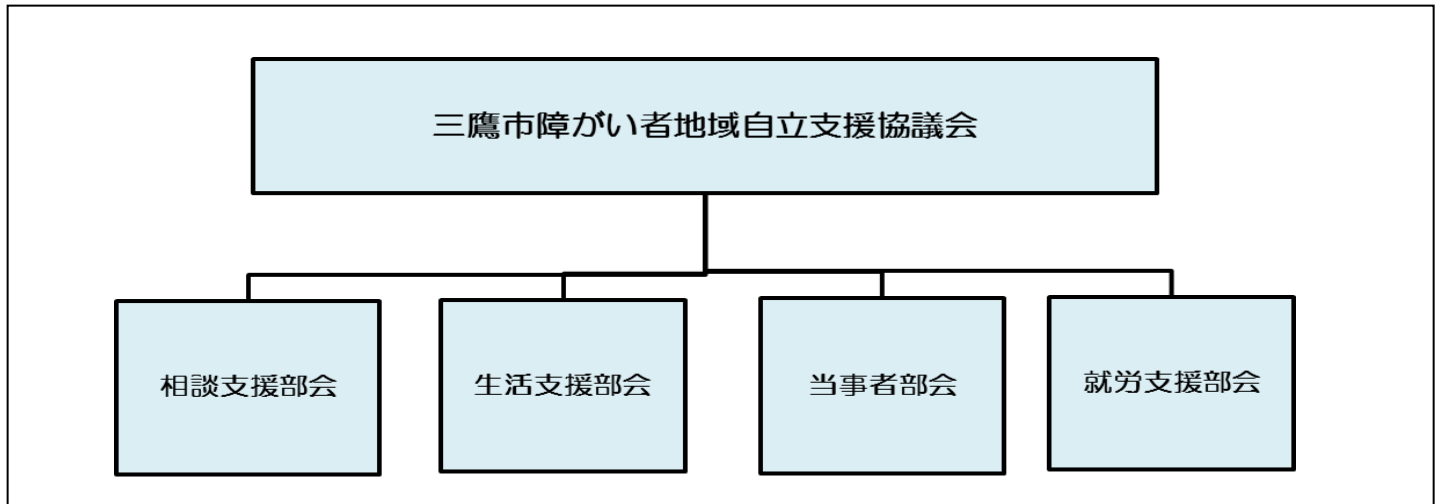 三鷹市障がい者地域自立支援協議会
相談支援部会
生活支援部会
当事者部会
就労支援部会